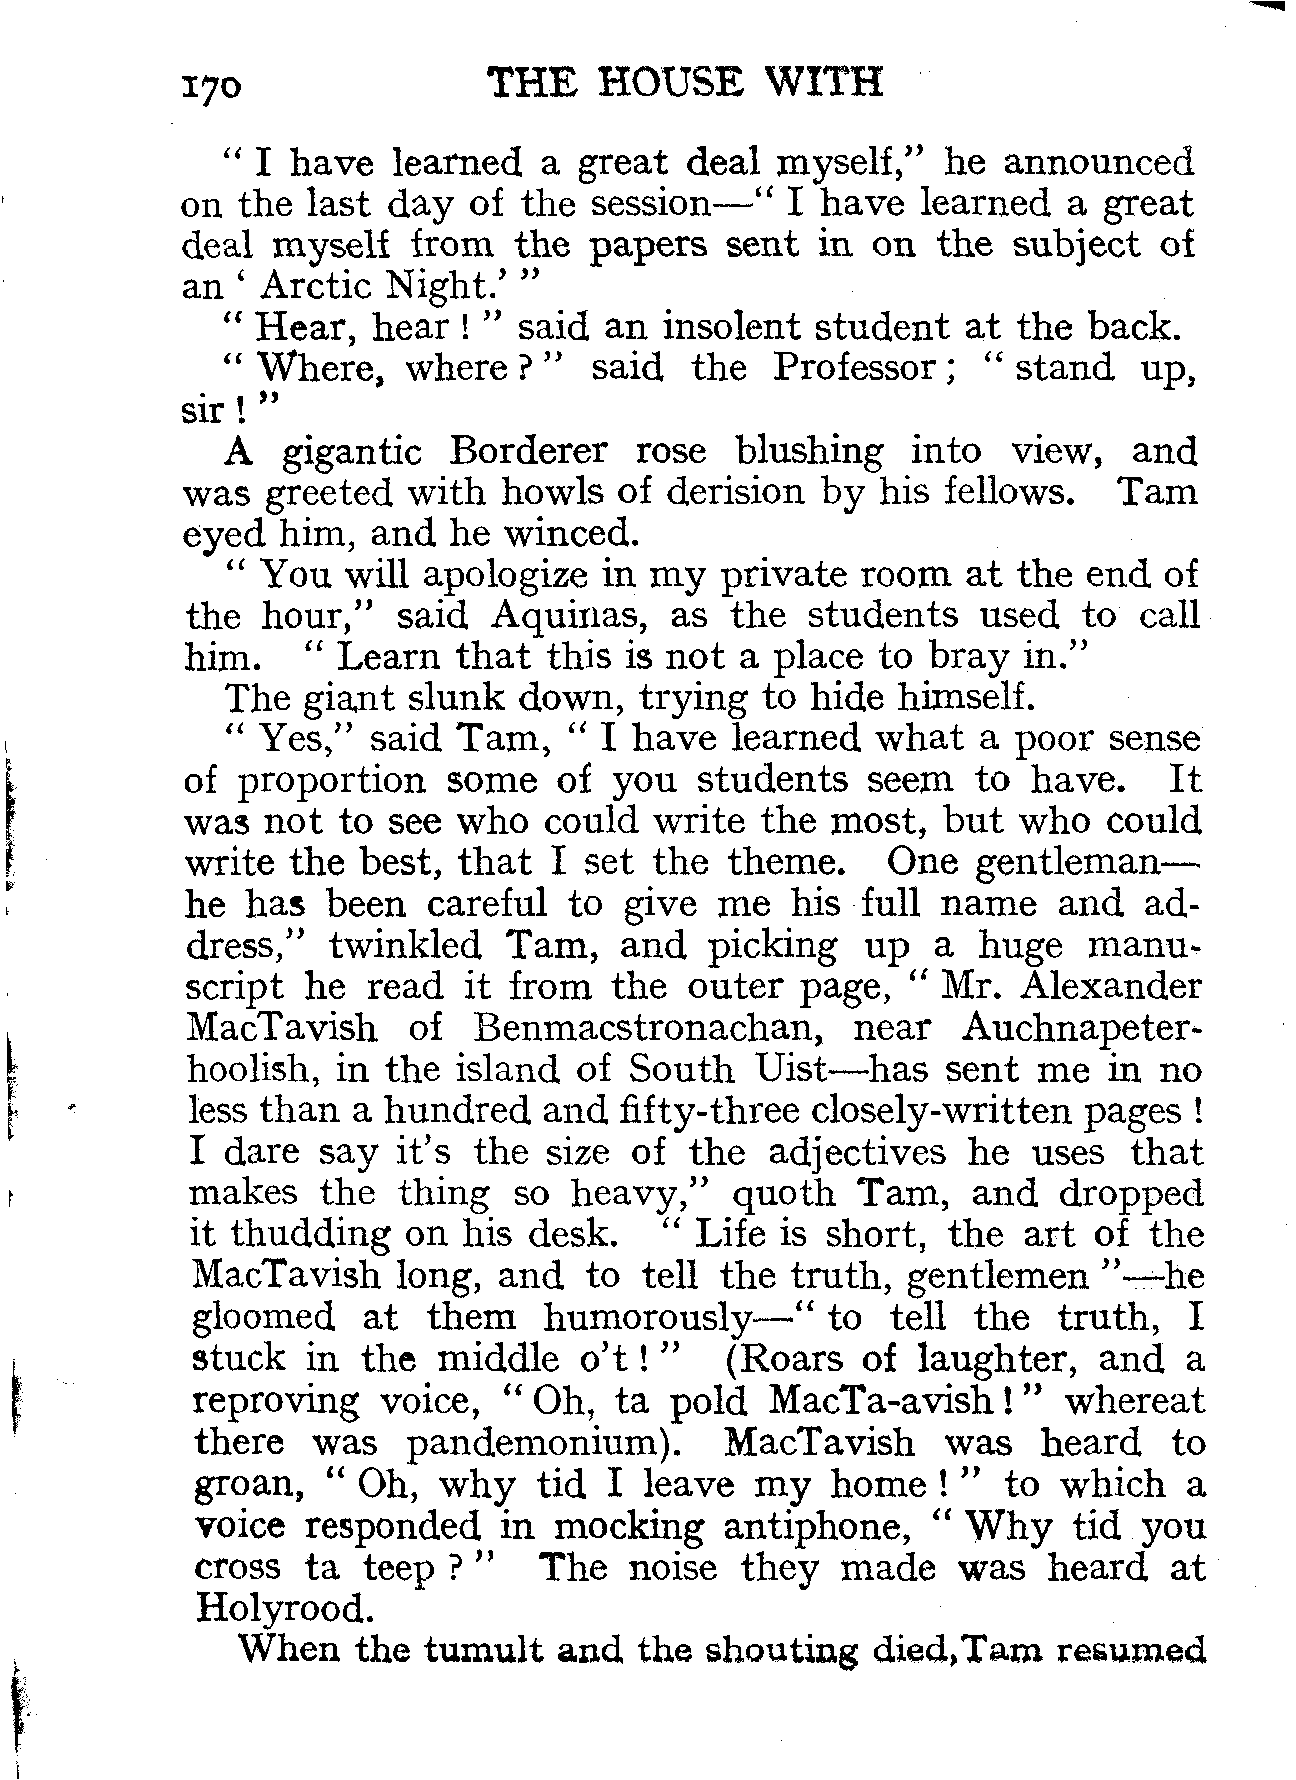 170 THE HOUSE WITH
“ I have learned a great deal myself,” he announced
on the last day of the session—“ I have learned a great
deal myself from the papers sent in on the subject of
an ‘ Arctic Night.’ ”
“ Hear, hear ! ” said an insolent student at the back.
“ Where, where ? ” said the Professor ; “ stand up,
sir ! ”
A gigantic Borderer rose blushing into view, and
was greeted with howls of derision by his fellows. Tam
eyed him, and he winced.
“ You will apologize in my private room at the end of
the hour,” said Aquinas, as the students used to call
him. “ Learn that this is not a place to bray in.”
The giant slunk down, trying to hide himself.
“ Yes,” said Tam, “ I have learned what a poor sense
of proportion some of you students seem to have. It
was not to see who could write the most, but who could
write the best, that I set the theme. One gentleman—
he has been careful to give me his full name and ad-
dress,” twinkled Tam, and picking up a huge manu-
script he read it from the outer page, “ Mr. Alexander
MacTavish of Benmacstronachan, near Auchnapeter-
hoolish, in the island of South Uist—has sent me in no
less than a hundred and fifty-three closely-written pages !
I dare say it’s the size of the adjectives he uses that
makes the thing so heavy,” quoth Tam, and dropped
it thudding on his desk. “ Life is short, the art of the
MacTavish long, and to tell the truth, gentlemen ”—he
gloomed at them humorously—“ to tell the truth, I
stuck in the middle o’t ! ” (Roars of laughter, and a
reproving voice, “ Oh, ta pold MacTa-avish ! ” whereat
there was pandemonium). MacTavish was heard to
groan, “ Oh, why tid I leave my home ! ” to which a
voice responded in mocking antiphone, “ Why tid you
cross ta teep ? ” The noise they made was heard at
Holyrood.
When the tumult and the shouting died, Tam resumed